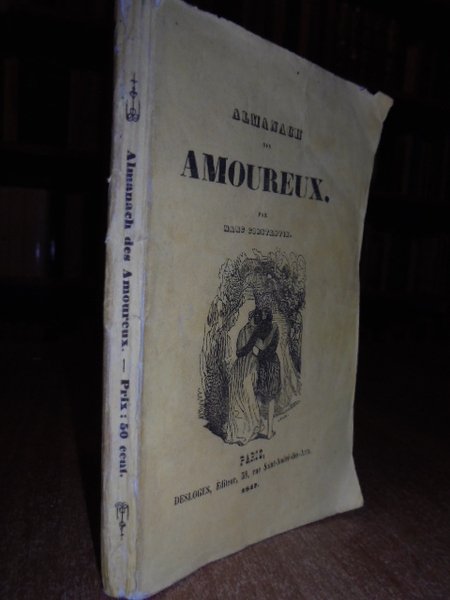 Almanach des Amoureux. — Prix : 50 cent.
ALMANACH
DES
AMOUREUX.
PAR
MARC CONSTANTIN.
PARIS,
DESLOGES, Éditeur, 39, rue Saint-André-des-Arts.